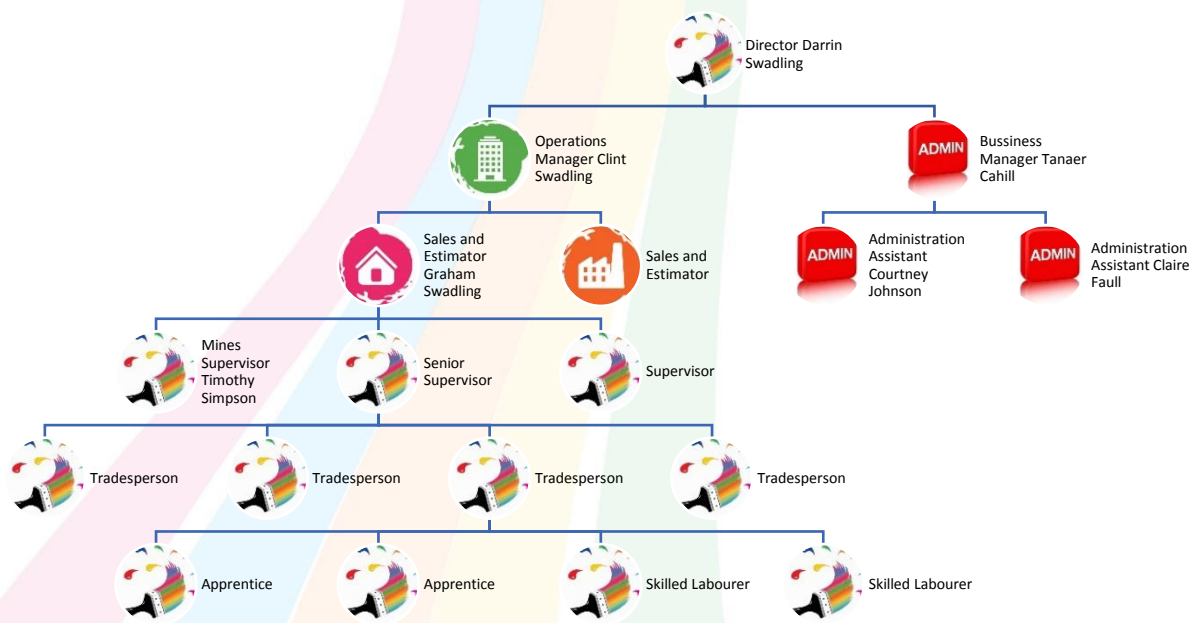 Director Darrin
Swadling
Operations
Manager Clint
Swadling
ADMIN
Bussiness
Manager Tanaer
Cahill
Sales and
Estimator
Graham
Swadling
Sales and
Estimator
ADMIN
Administration
Assistant
Courtney
Johnson
ADMIN
Administration
Assistant Claire
Faull
Mines
Supervisor
Timothy
Simpson
Senior
Supervisor
Supervisor
Tradesperson
Tradesperson
Tradesperson
Tradesperson
Apprentice
Apprentice
Skilled Labourer
Skilled Labourer